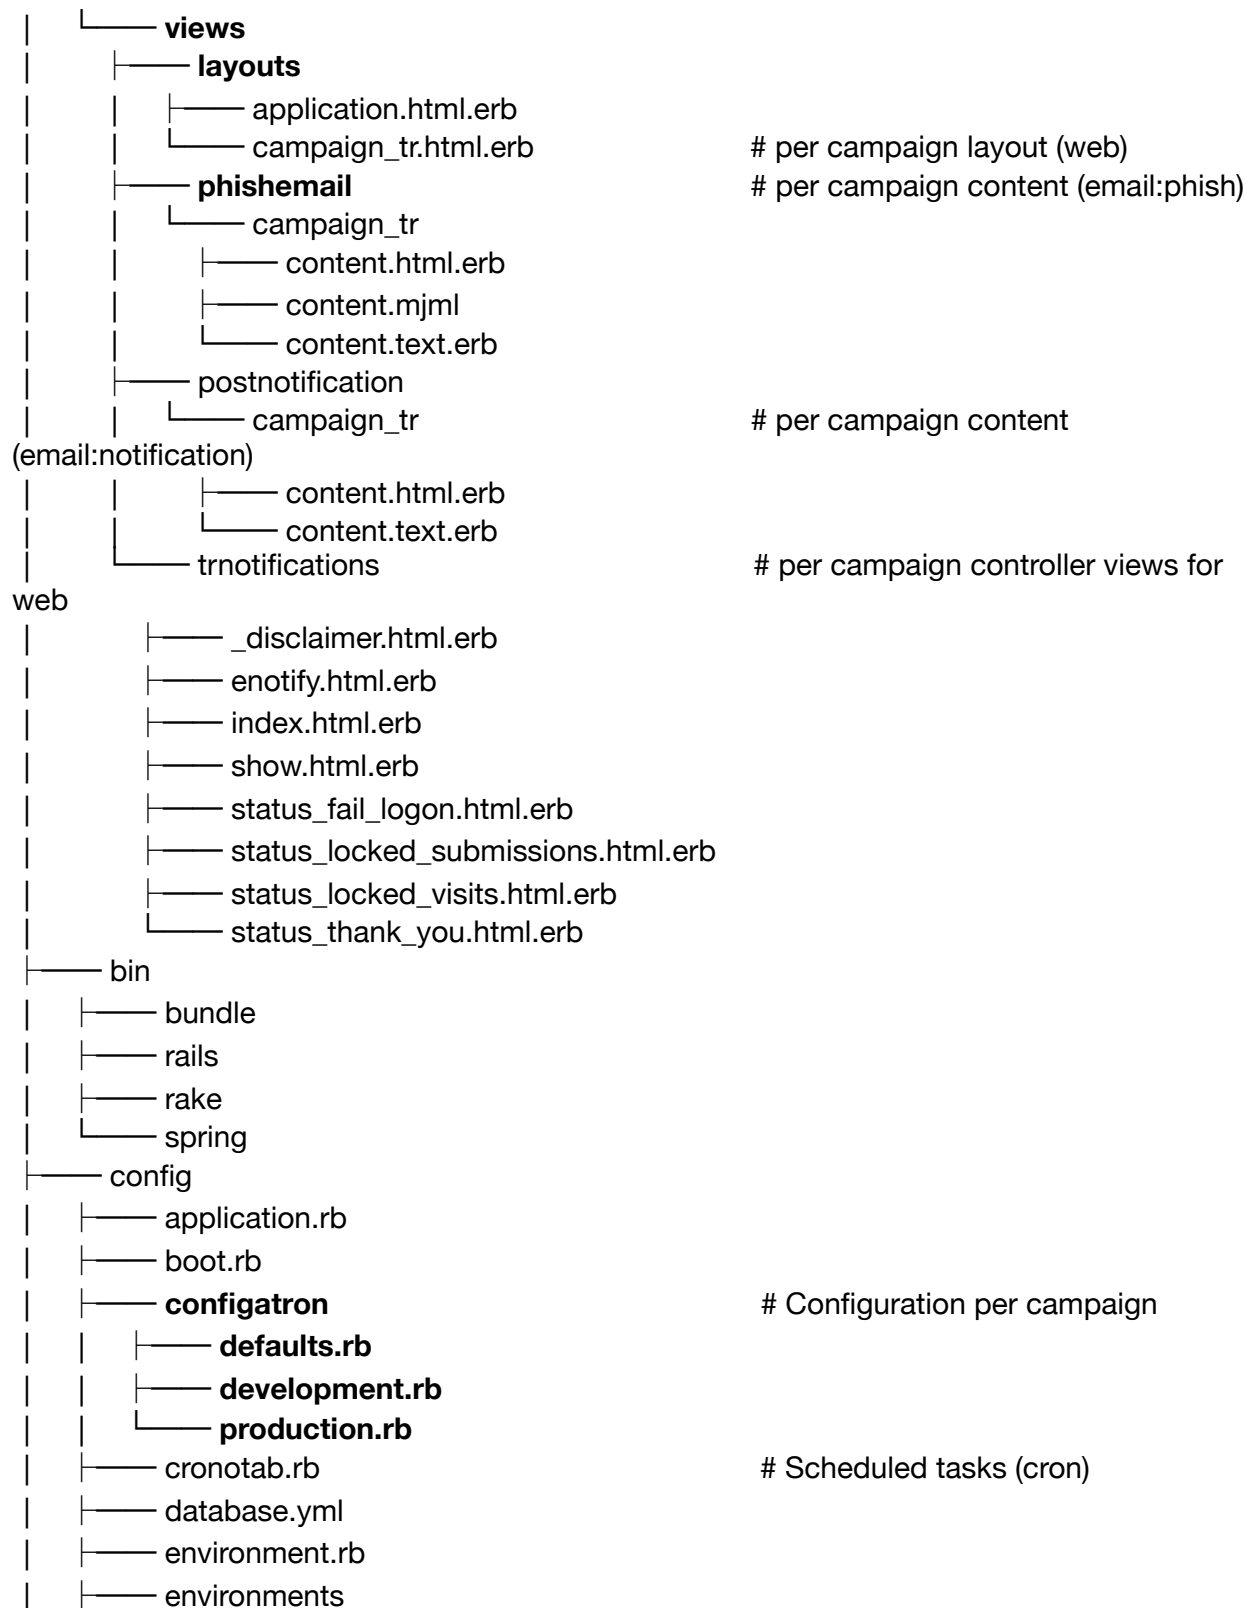 │   └── views
│       ├── layouts
│       │   ├── application.html.erb
│       │   └── campaign_tr.html.erb # per campaign layout (web)
│       ├── phishemail # per campaign content (email:phish)
│       │   └── campaign_tr
│       │       ├── content.html.erb
│       │       ├── content.mjml
│       │       └── content.text.erb
│       ├── postnotification
│       │   └── campaign_tr # per campaign content
(email:notification)
│       │       ├── content.html.erb
│       │       └── content.text.erb
│       └── trnotifications # per campaign controller views for
web
│           ├── _disclaimer.html.erb
│           ├── enotify.html.erb
│           ├── index.html.erb
│           ├── show.html.erb
│           ├── status_fail_logon.html.erb
│           ├── status_locked_submissions.html.erb
│           ├── status_locked_visits.html.erb
│           └── status_thank_you.html.erb
├── bin
│   ├── bundle
│   ├── rails
│   ├── rake
│   └── spring
├── config
│   ├── application.rb
│   ├── boot.rb
│   ├── configatron # Configuration per campaign
│   │   ├── defaults.rb
│   │   ├── development.rb
│   │   └── production.rb
│   ├── cronotab.rb # Scheduled tasks (cron)
│   ├── database.yml
│   ├── environment.rb
│   ├── environments